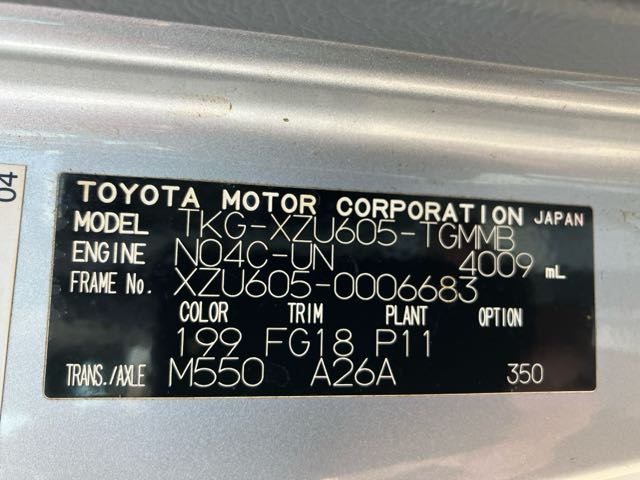 04
TOYOTA MOTOR CORPORATION JAPAN
MODEL TKG-XZU605-TGMMB
ENGINE N04C-UN 4009 mL
FRAME No. XZU605-0006683
COLOR TRIM PLANT OPTION
199 FG18 P11
TRANS./AXLE M550 A26A 350